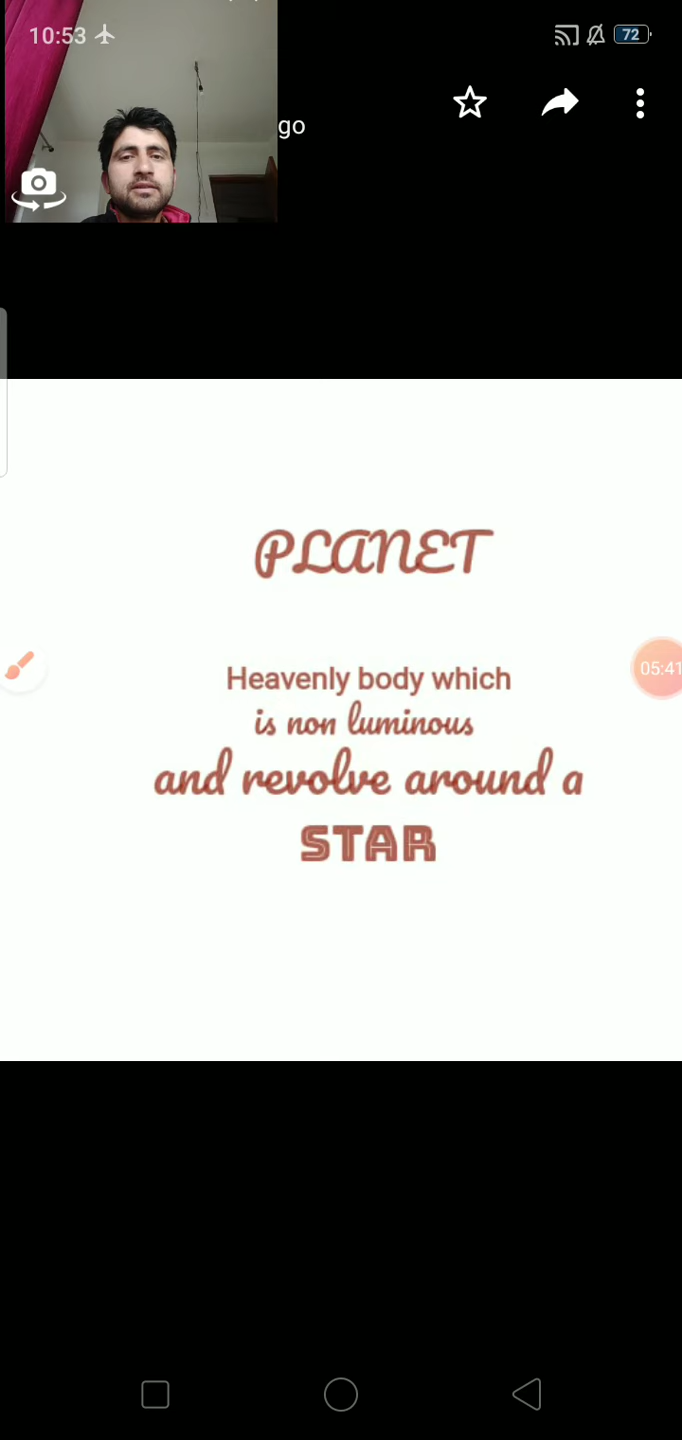 10:53
72
go
PLANET
Heavenly body which
is non luminous
and revolve around a
STAR
05:41